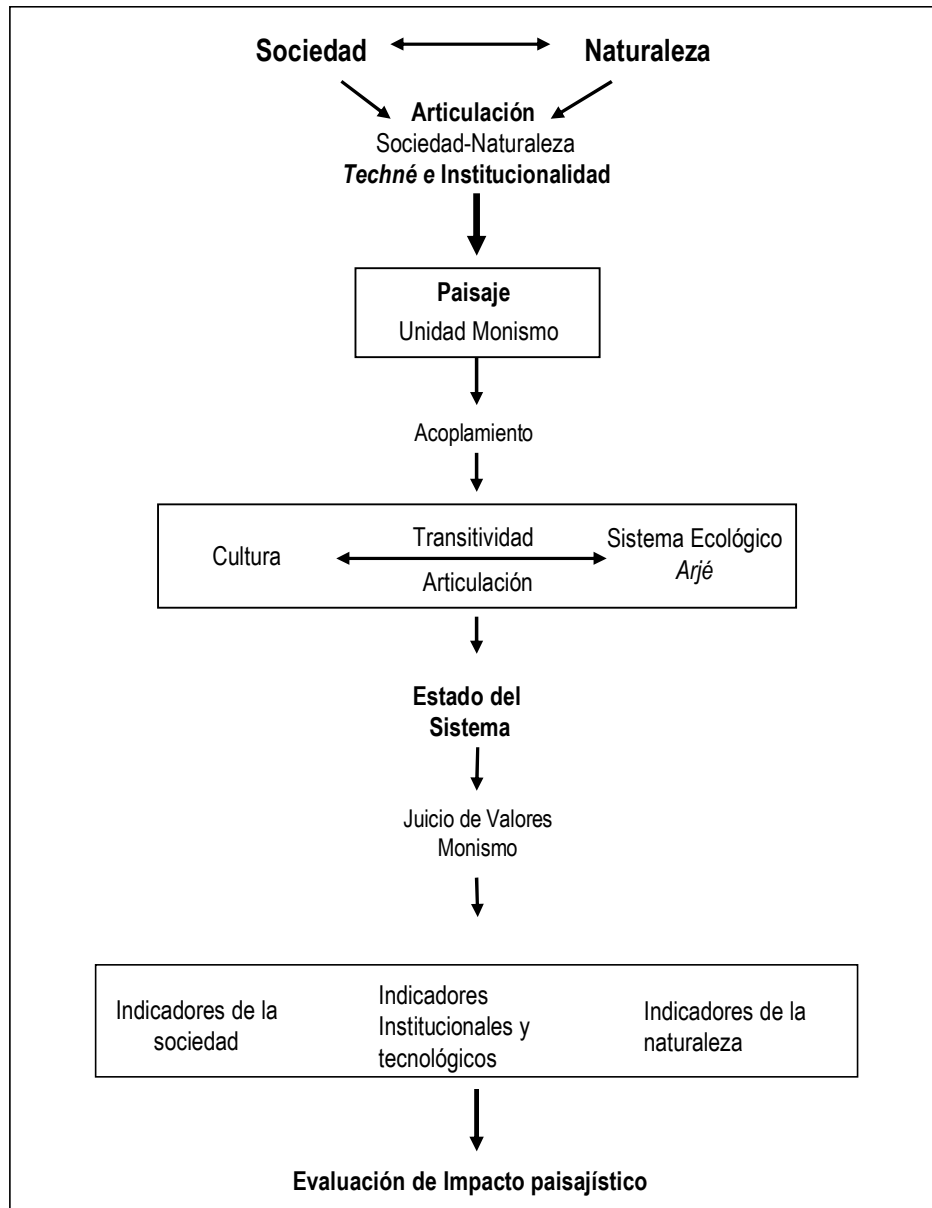 Sociedad Naturaleza
Articulación
Sociedad-Naturaleza
Techné e Institucionalidad
Paisaje
Unidad Monismo
Acoplamiento
Cultura
Transitividad
Articulación
Sistema Ecológico
Arjé
Estado del
Sistema
Juicio de Valores
Monismo
Indicadores de la
sociedad
Indicadores
Institucionales y
tecnológicos
Indicadores de la
naturaleza
Evaluación de Impacto paisajístico